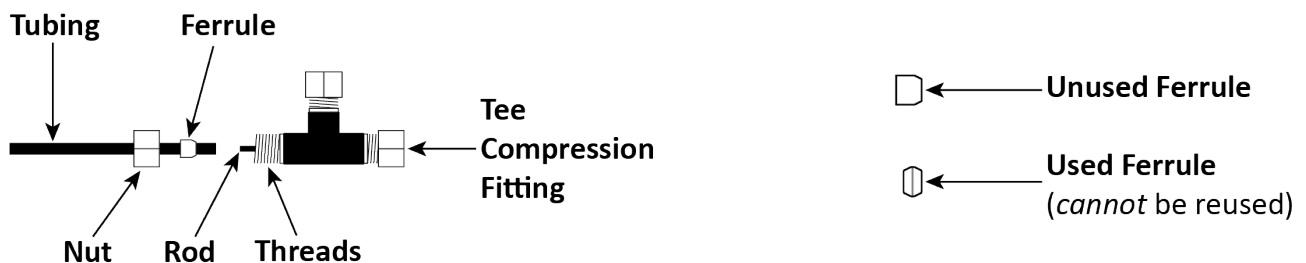 Tubing
Ferrule
Tee
Compression
Fitting
Nut
Rod
Threads
Unused Ferrule
Used Ferrule
(cannot be reused)